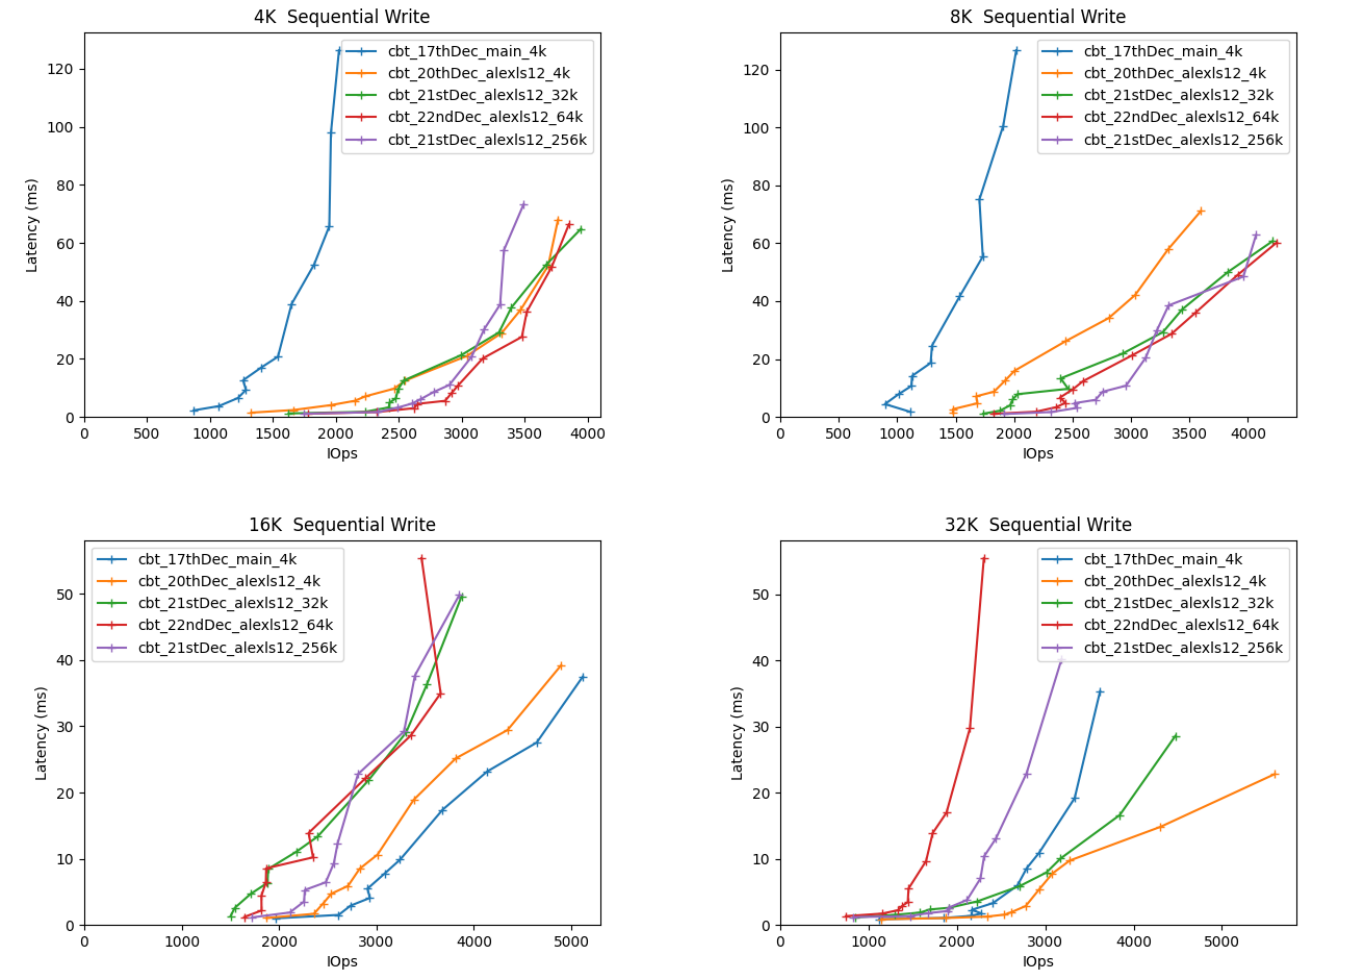 4K  Sequential Write
120
100
80
60
40
20
0
Latency (ms)
0 500 1000 1500 2000 2500 3000 3500 4000
IOps
cbt_17thDec_main_4k
cbt_20thDec_alexls12_4k
cbt_21stDec_alexls12_32k
cbt_22ndDec_alexls12_64k
cbt_21stDec_alexls12_256k
8K  Sequential Write
120
100
80
60
40
20
0
Latency (ms)
0 500 1000 1500 2000 2500 3000 3500 4000
IOps
cbt_17thDec_main_4k
cbt_20thDec_alexls12_4k
cbt_21stDec_alexls12_32k
cbt_22ndDec_alexls12_64k
cbt_21stDec_alexls12_256k
16K  Sequential Write
50
40
30
20
10
0
Latency (ms)
0 1000 2000 3000 4000 5000
IOps
cbt_17thDec_main_4k
cbt_20thDec_alexls12_4k
cbt_21stDec_alexls12_32k
cbt_22ndDec_alexls12_64k
cbt_21stDec_alexls12_256k
32K  Sequential Write
50
40
30
20
10
0
Latency (ms)
0 1000 2000 3000 4000 5000
IOps
cbt_17thDec_main_4k
cbt_20thDec_alexls12_4k
cbt_21stDec_alexls12_32k
cbt_22ndDec_alexls12_64k
cbt_21stDec_alexls12_256k